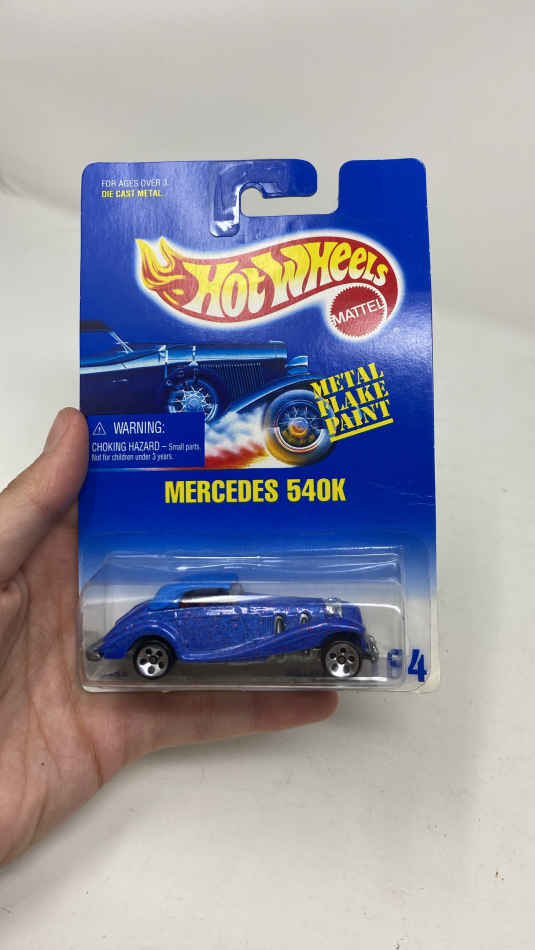 FOR AGES OVER 3.
DIE CAST METAL.
HOT WHEELS
MATTEL
METAL
FLAKE
PAINT
WARNING:
CHOKING HAZARD – Small parts.
Not for children under 3 years.
MERCEDES 540K